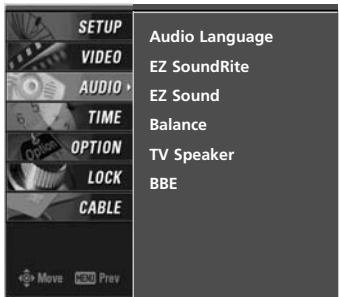 SETUP
VIDEO
AUDIO
TIME
OPTION
LOCK
CABLE
Move MENU Prev
Audio Language
EZ SoundRite
EZ Sound
Balance
TV Speaker
BBE
Option